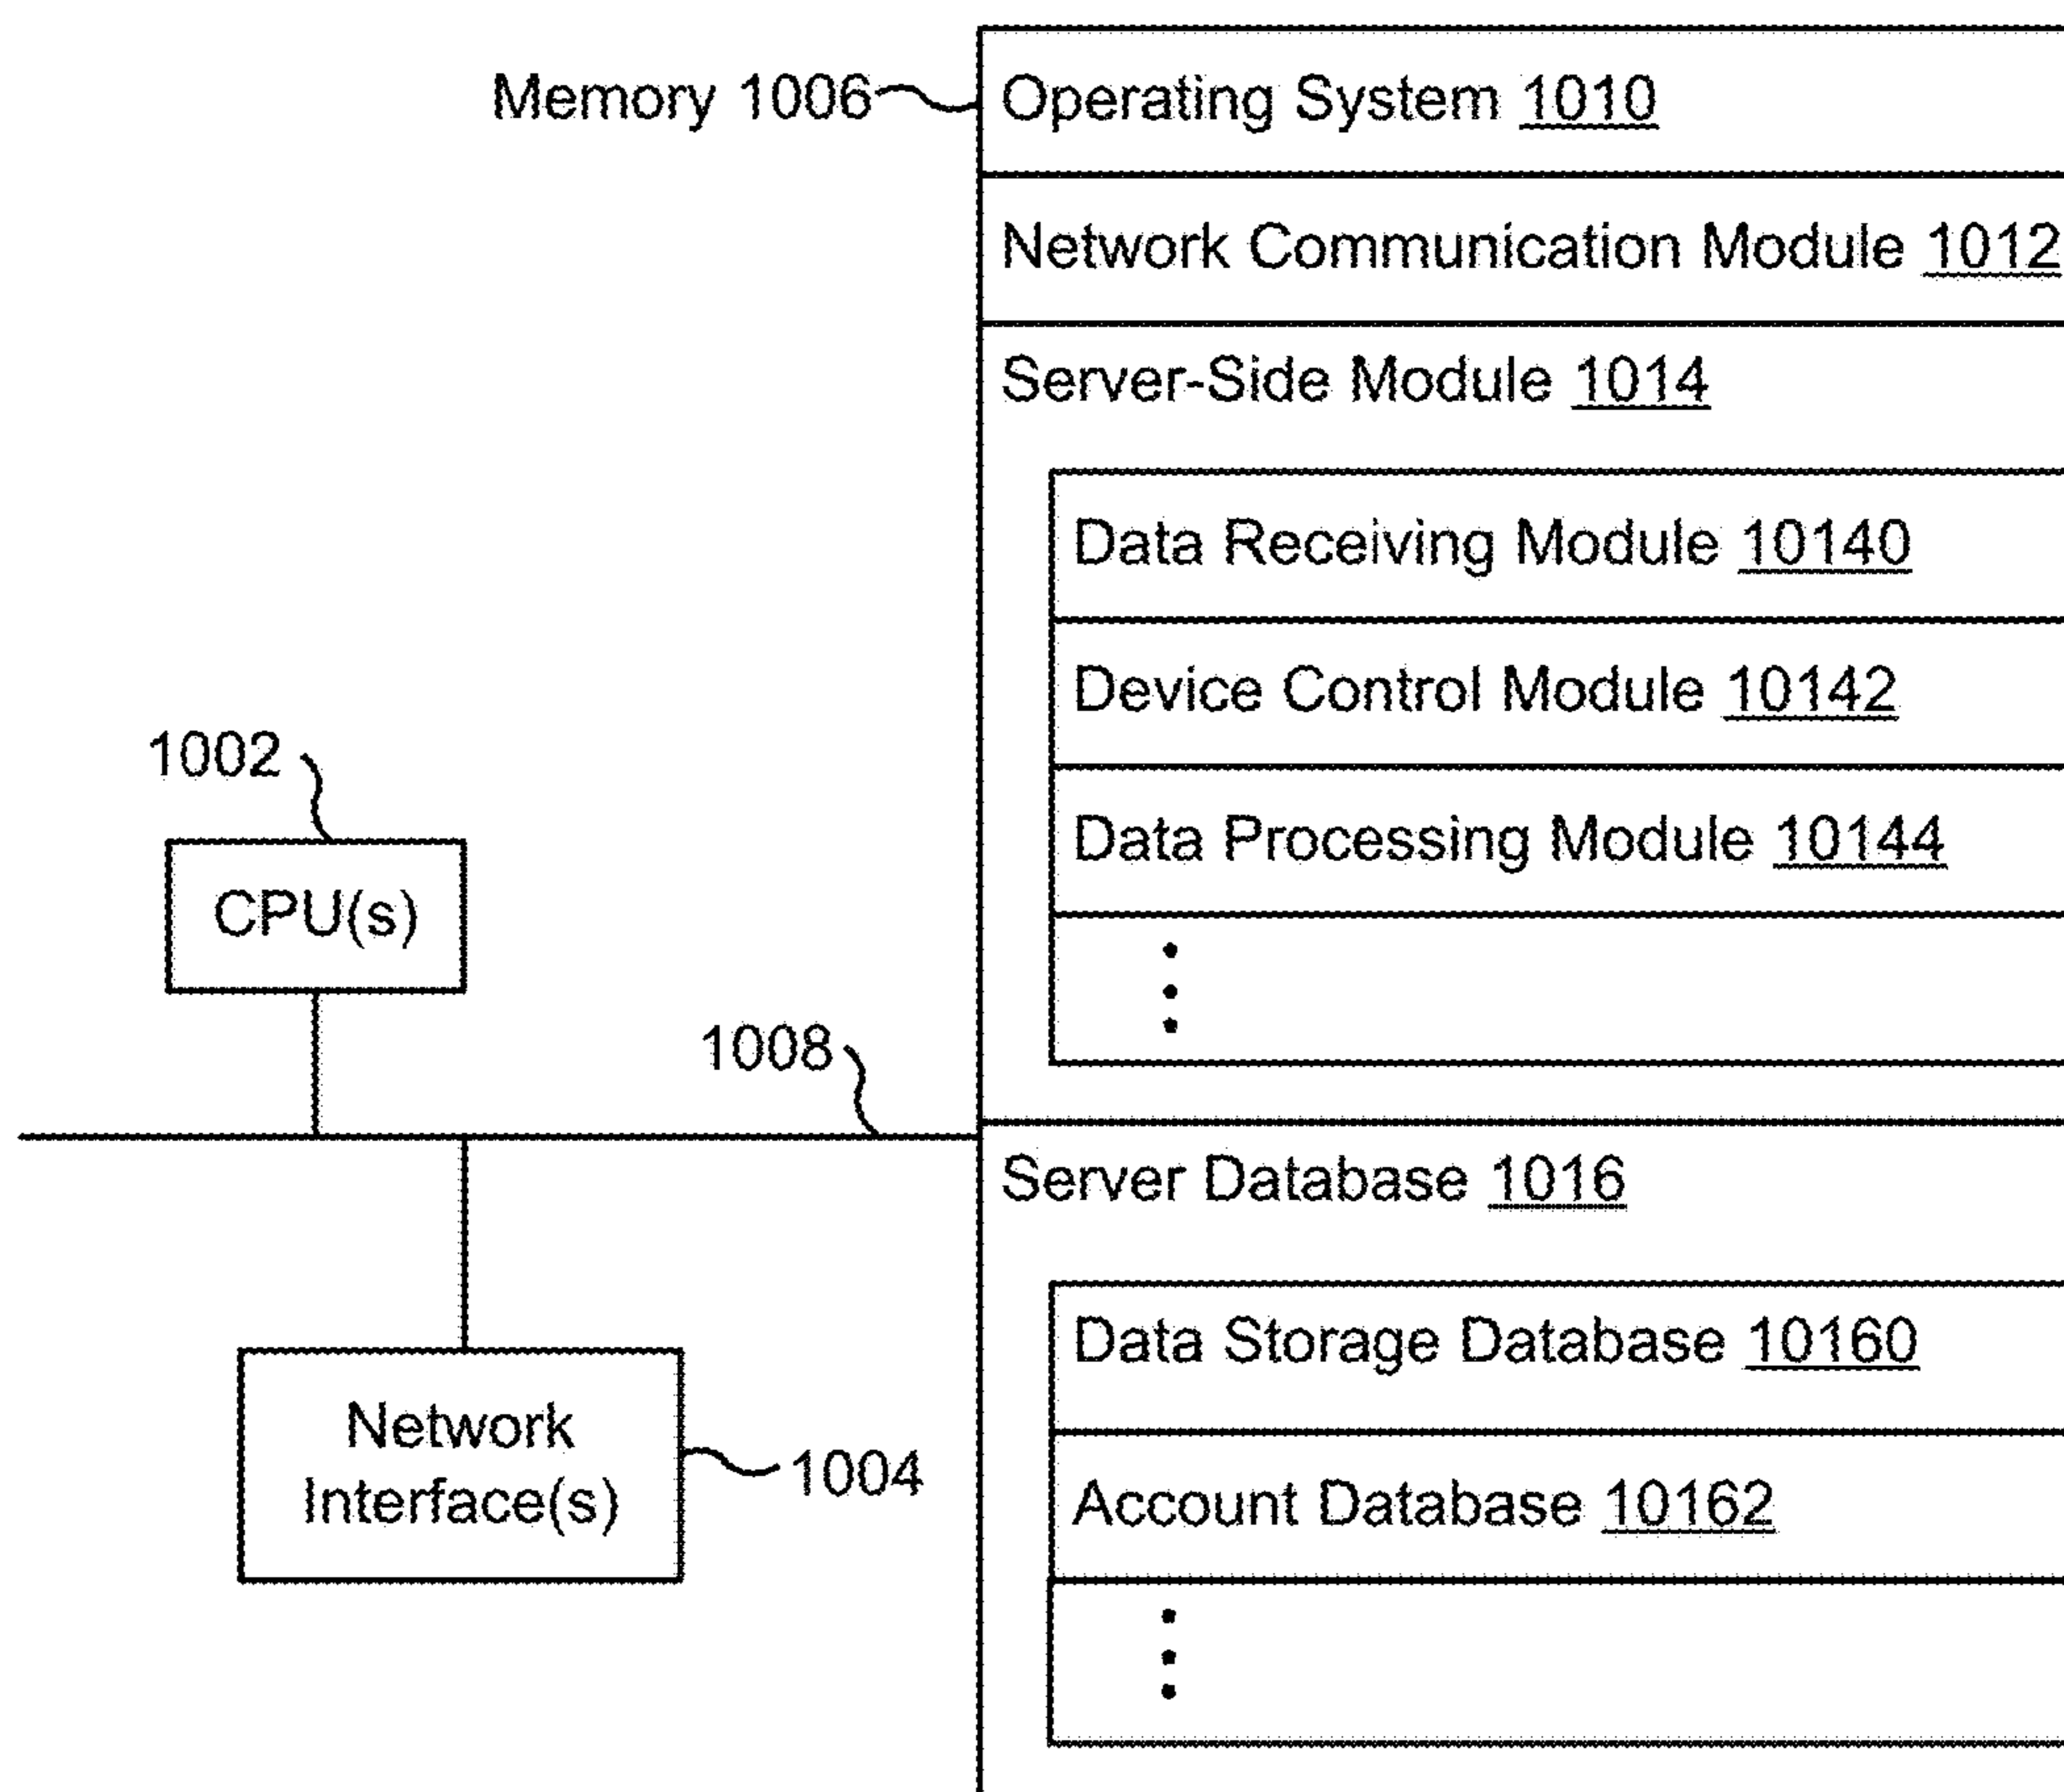 Memory 1006
Operating System 1010
Network Communication Module 1012
Server-Side Module 1014
Data Receiving Module 10140
Device Control Module 10142
Data Processing Module 10144
1002
CPU(s)
1008
Server Database 1016
Data Storage Database 10160
Account Database 10162
Network
Interface(s)
1004